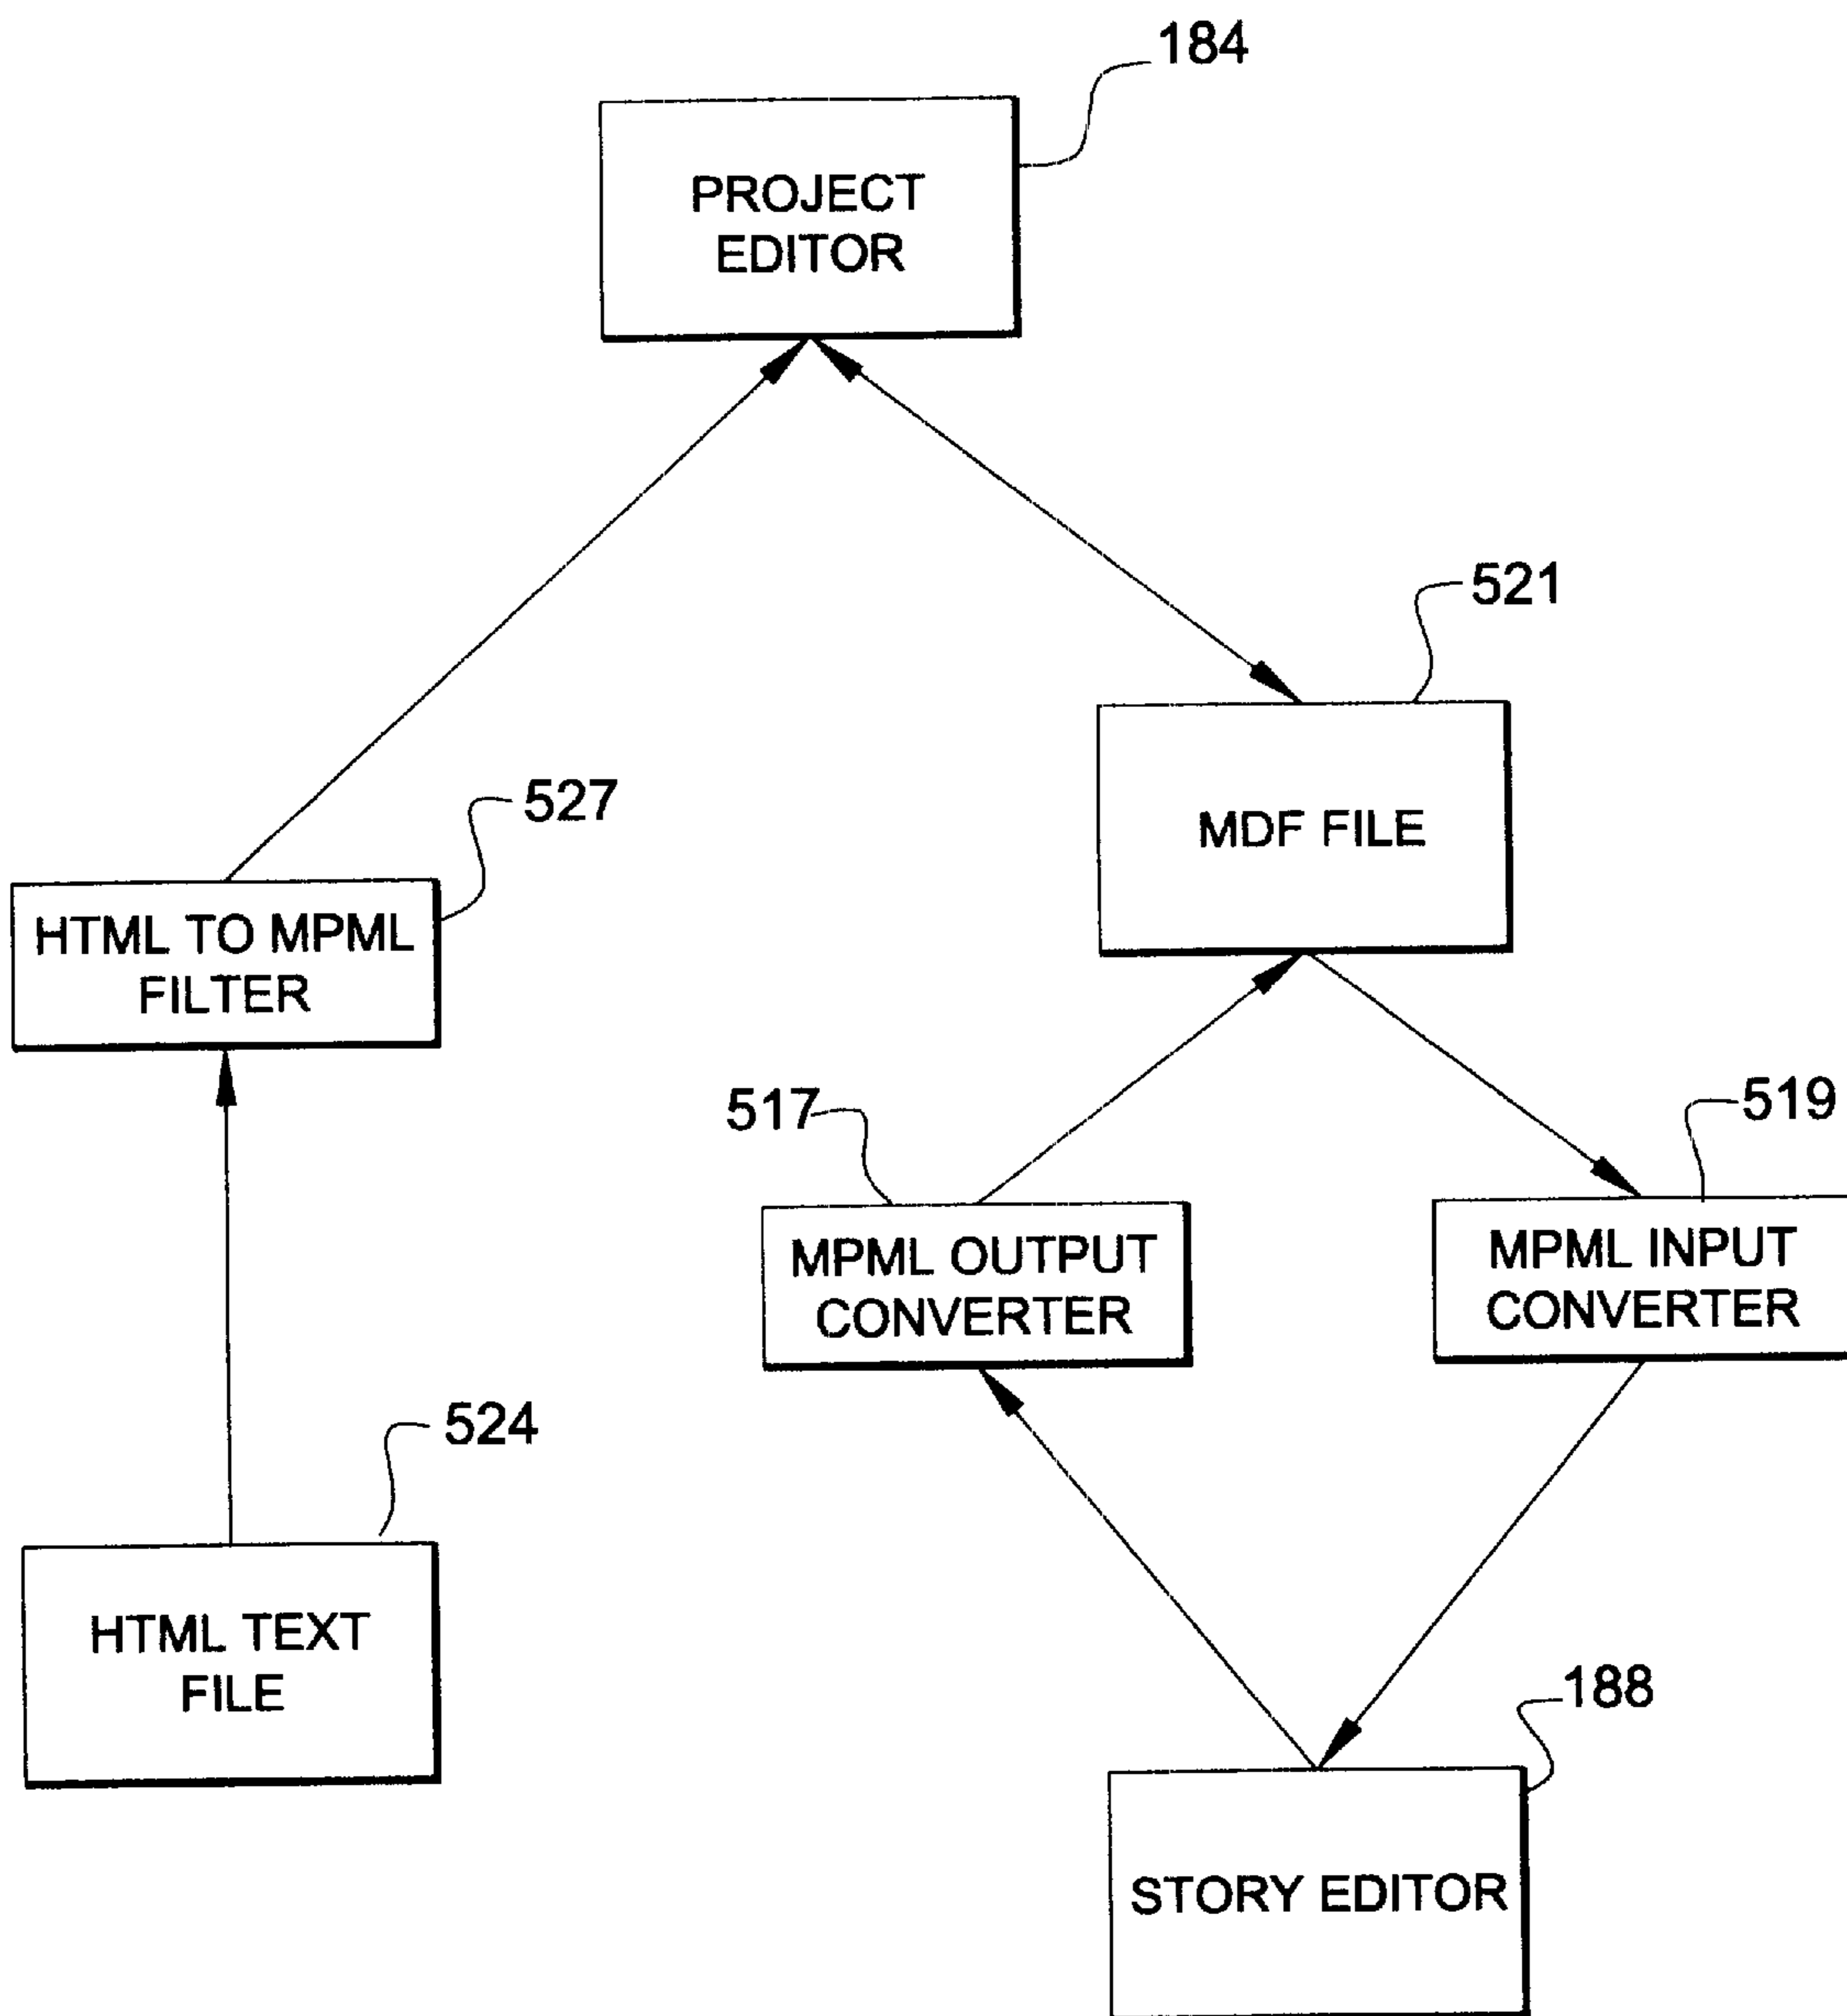 184
PROJECT
EDITOR
521
MDF FILE
527
HTML TO MPML
FILTER
517
MPML OUTPUT
CONVERTER
519
MPML INPUT
CONVERTER
524
HTML TEXT
FILE
188
STORY EDITOR